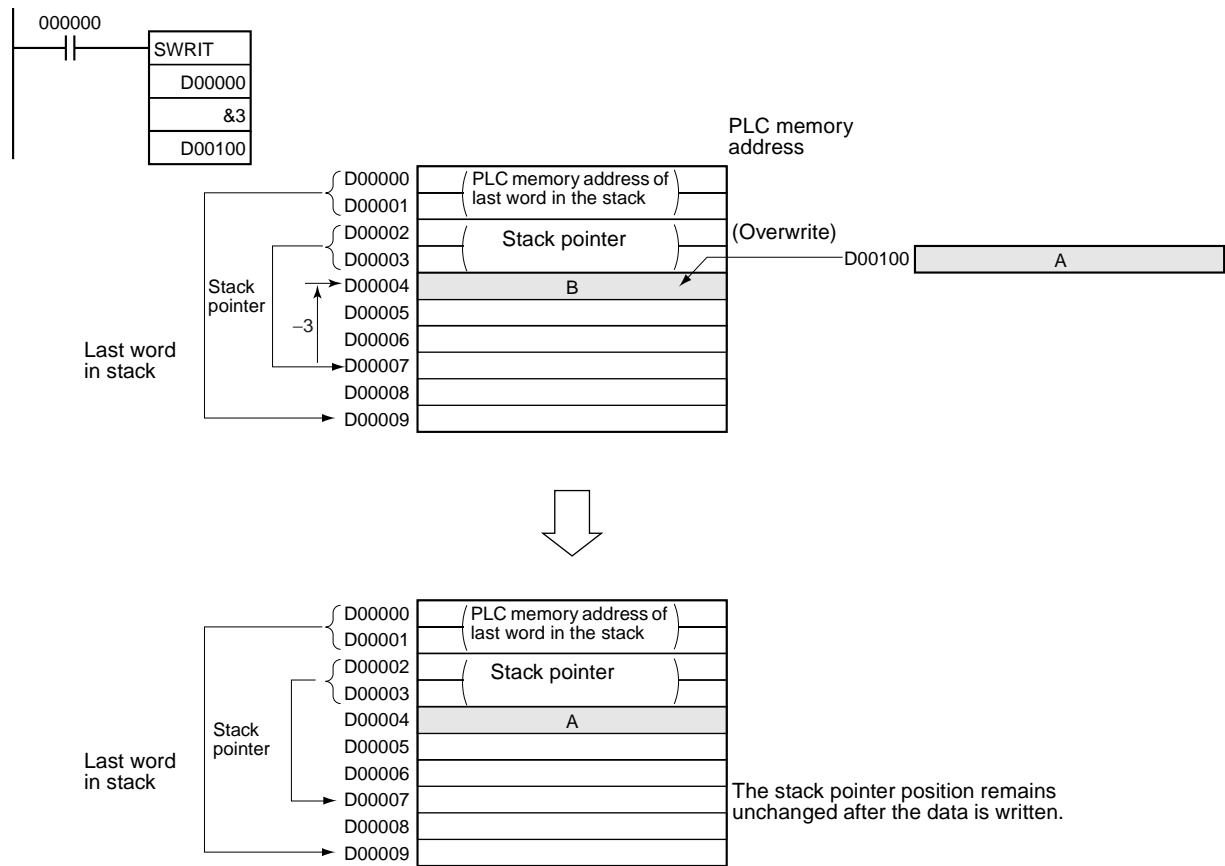 000000
SWRIT
D00000
&3
D00100
PLC memory
address
D00000
D00001
D00002
D00003
D00004
D00005
D00006
D00007
D00008
D00009
PLC memory address of
last word in the stack
Stack pointer
B
(Overwrite)
D00100
A
Stack
pointer
−3
Last word
in stack
D00000
D00001
D00002
D00003
D00004
D00005
D00006
D00007
D00008
D00009
PLC memory address of
last word in the stack
Stack pointer
A
Stack
pointer
Last word
in stack
The stack pointer position remains
unchanged after the data is written.